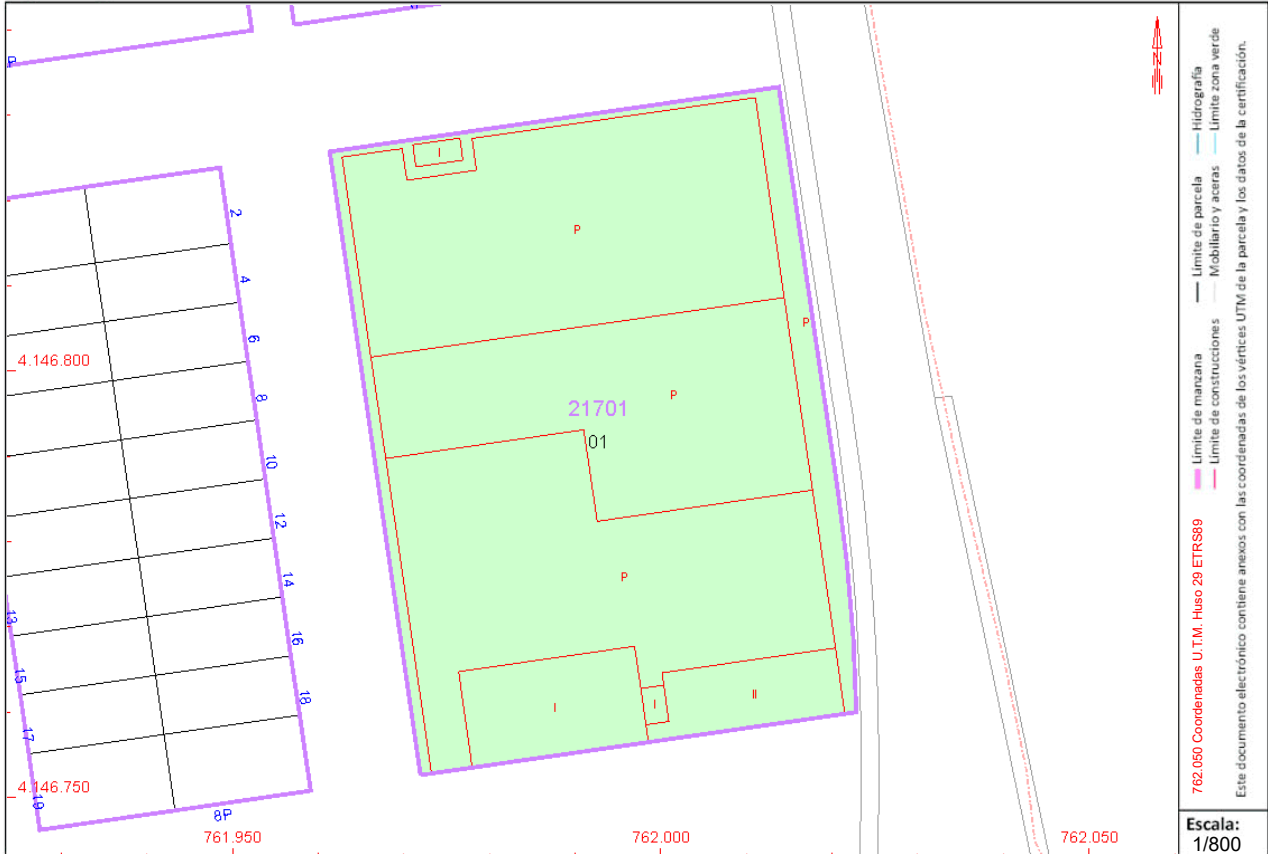 P
2
4
6
8
10
12
14
16
18
13
15
17
19
8P
I
P
P
P
21701
01
P
I
I
II
4.146.800
4.146.750
761.950
762.000
762.050
N
762.050 Coordenadas U.T.M. Huso 29 ETRS89
Límite de manzana
Límite de parcela
Hidrografía
Límite de construcciones
Mobiliario y aceras
Límite zona verde
Este documento electrónico contiene anexos con las coordenadas de los vértices UTM de la parcela y los datos de la certificación.
Escala:
1/800